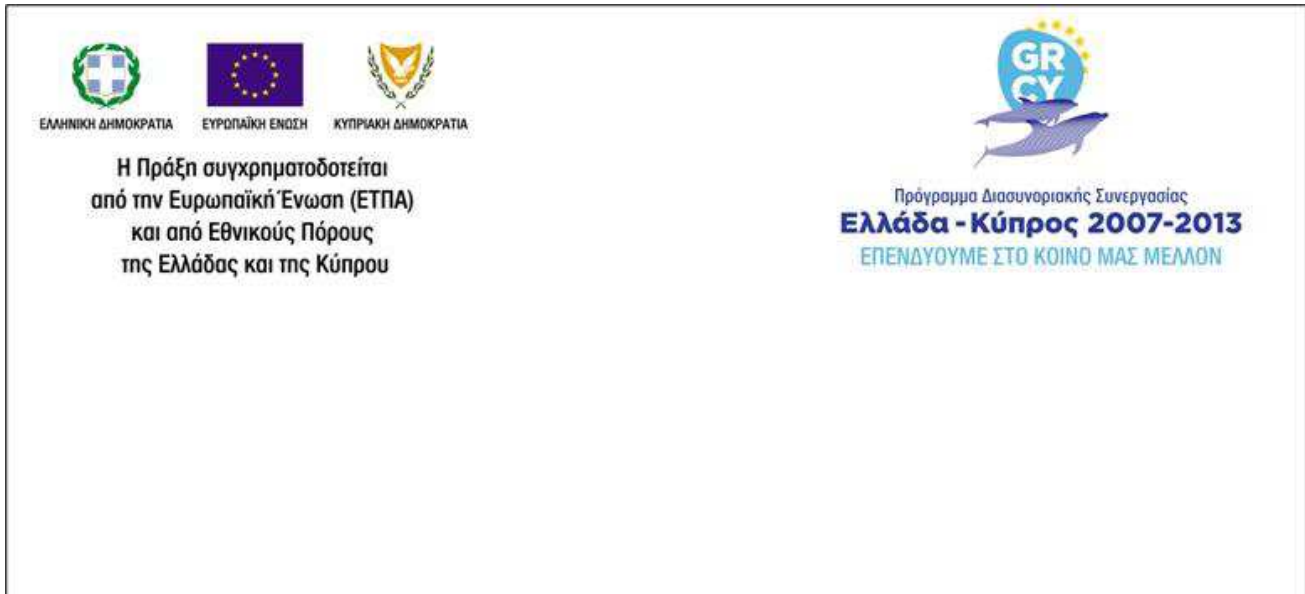 ΕΛΛΗΝΙΚΗ ΔΗΜΟΚΡΑΤΙΑ
ΕΥΡΩΠΑΪΚΗ ΕΝΩΣΗ
ΚΥΠΡΙΑΚΗ ΔΗΜΟΚΡΑΤΙΑ
Η Πράξη συγχρηματοδοτείται
από την Ευρωπαϊκή Ένωση (ΕΤΠΑ)
και από Εθνικούς Πόρους
της Ελλάδας και της Κύπρου
GR
CY
Πρόγραμμα Διασυνοριακής Συνεργασίας
Ελλάδα - Κύπρος 2007-2013
ΕΠΕΝΔΥΟΥΜΕ ΣΤΟ ΚΟΙΝΟ ΜΑΣ ΜΕΛΛΟΝ